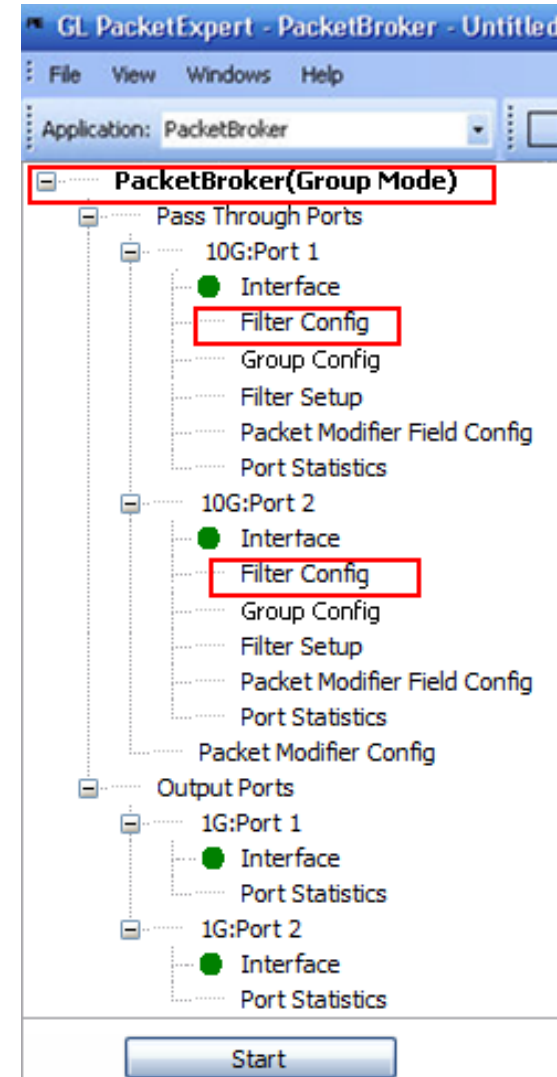 GL PacketExpert - PacketBroker - Untitled
File View Windows Help
Application: PacketBroker
PacketBroker(Group Mode)
Pass Through Ports
10G:Port 1
Interface
Filter Config
Group Config
Filter Setup
Packet Modifier Field Config
Port Statistics
10G:Port 2
Interface
Filter Config
Group Config
Filter Setup
Packet Modifier Field Config
Port Statistics
Packet Modifier Config
Output Ports
1G:Port 1
Interface
Port Statistics
1G:Port 2
Interface
Port Statistics
Start